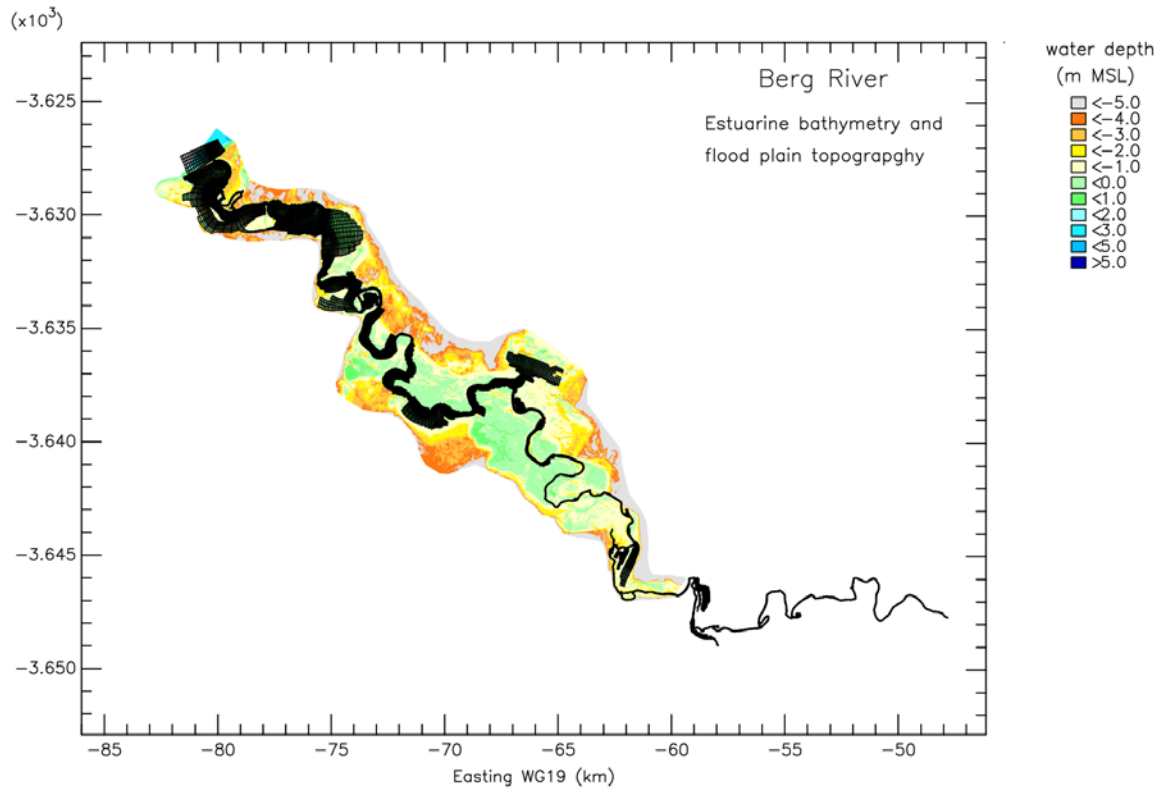 (×10³)
Berg River
Estuarine bathymetry and
flood plain topograpghy
water depth
(m MSL)
<−5.0
<−4.0
<−3.0
<−2.0
<−1.0
<0.0
<1.0
<2.0
<3.0
<5.0
>5.0
−3.625
−3.630
−3.635
−3.640
−3.645
−3.650
−85 −80 −75 −70 −65 −60 −55 −50
Easting WG19 (km)